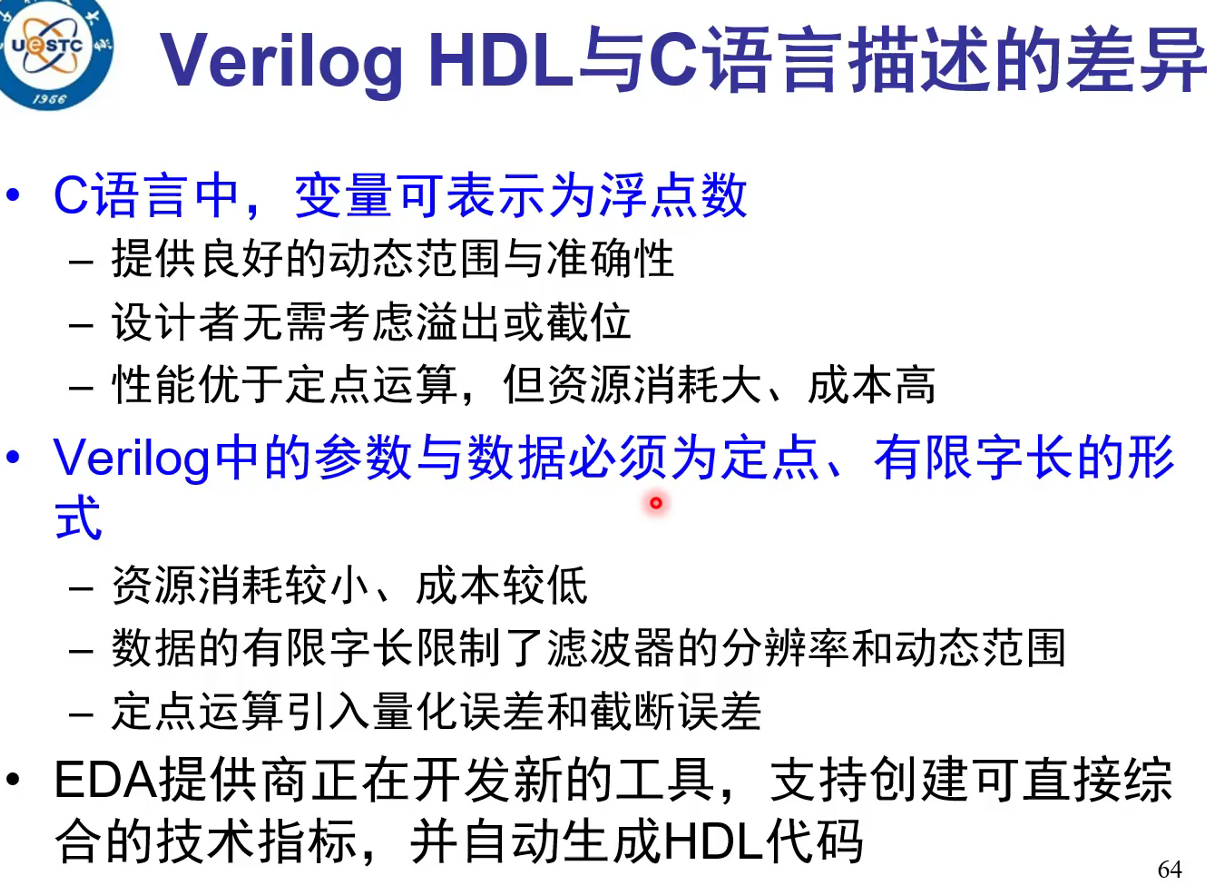 UeSTC
1956
Verilog HDL与C语言描述的差异
• C语言中，变量可表示为浮点数
– 提供良好的动态范围与准确性
– 设计者无需考虑溢出或截位
– 性能优于定点运算，但资源消耗大、成本高
• Verilog中的参数与数据必须为定点、有限字长的形
式
– 资源消耗较小、成本较低
– 数据的有限字长限制了滤波器的分辨率和动态范围
– 定点运算引入量化误差和截断误差
• EDA提供商正在开发新的工具，支持创建可直接综
合的技术指标，并自动生成HDL代码
64